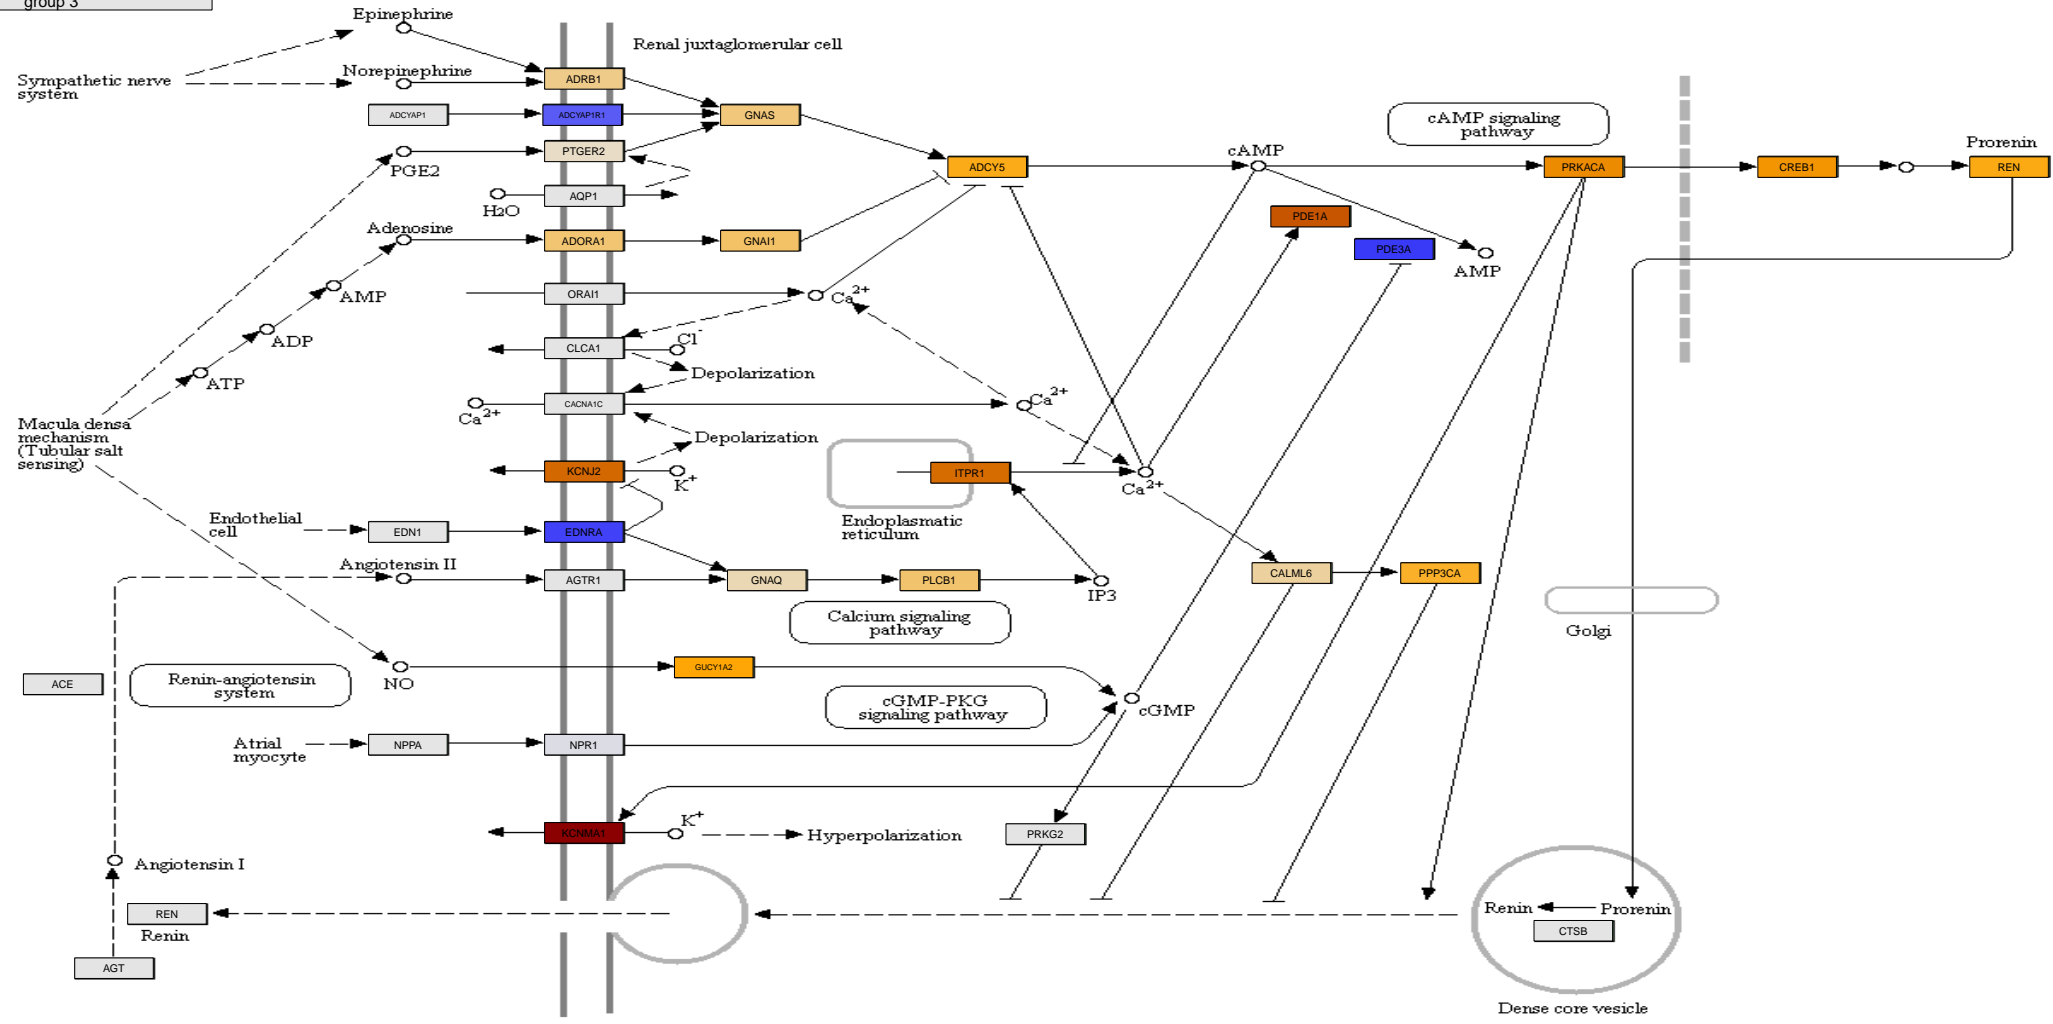 group 3
Epinephrine
Renal juxtaglomerular cell
Sympathetic nerve
system
Norepinephrine
ADRB1
ADCYAP1
ADCYAP1R1
GNAS
cAMP signaling
pathway
PGE2
PTGER2
ADCY5
cAMP
PRKACA
CREB1
Prorenin
REN
H2O
AQP1
PDE1A
Adenosine
ADORA1
GNAI1
PDE3A
AMP
AMP
ORAI1
Ca2+
ADP
CLCA1
Cl-
Depolarization
ATP
Ca2+
CACNA1C
Ca2+
Macula densa
mechanism
(Tubular salt
sensing)
Depolarization
KCNJ2
K+
ITPR1
Ca2+
Endoplasmatic
reticulum
Endothelial
cell
EDN1
EDNRA
Angiotensin II
AGTR1
GNAQ
PLCB1
IP3
CALML6
PPP3CA
Calcium signaling
pathway
Golgi
ACE
Renin-angiotensin
system
NO
GUCY1A2
cGMP-PKG
signaling pathway
cGMP
Atrial
myocyte
NPPA
NPR1
KCNMA1
K+
Hyperpolarization
PRKG2
Angiotensin I
REN
Renin
Renin
Prorenin
CTSB
AGT
Dense core vesicle